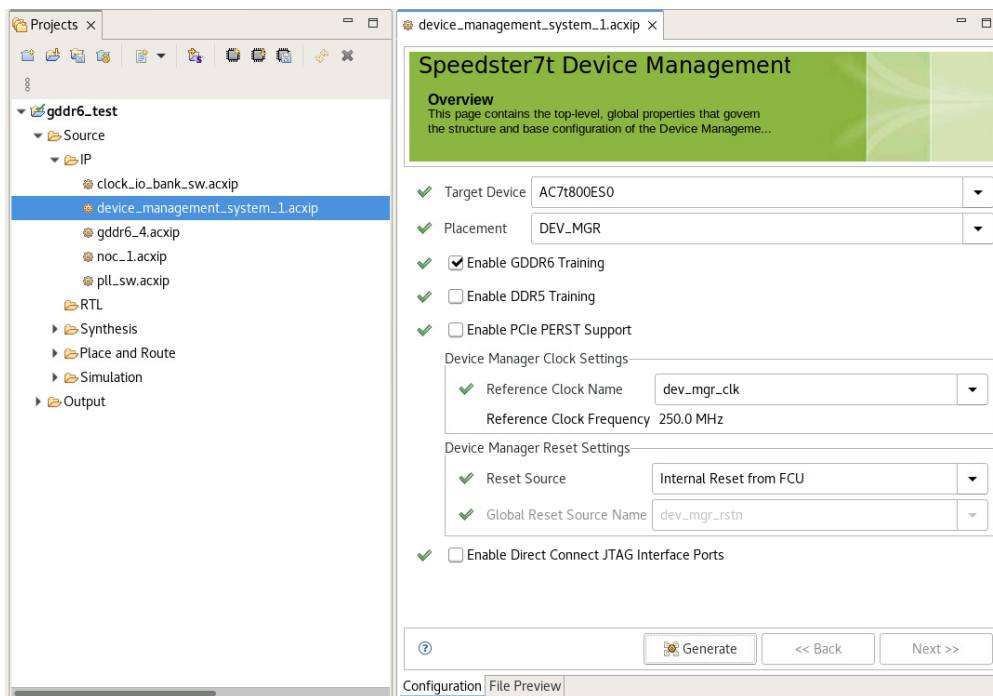 Projects
gddr6_test
Source
IP
clock_io_bank_sw.acxip
device_management_system_1.acxip
gddr6_4.acxip
noc_1.acxip
pll_sw.acxip
RTL
Synthesis
Place and Route
Simulation
Output
device_management_system_1.acxip
Speedster7t Device Management
Overview
This page contains the top-level, global properties that govern
the structure and base configuration of the Device Manageme...
Target Device AC7t800ES0
Placement DEV_MGR
Enable GDDR6 Training
Enable DDR5 Training
Enable PCIe PERST Support
Device Manager Clock Settings
Reference Clock Name dev_mgr_clk
Reference Clock Frequency 250.0 MHz
Device Manager Reset Settings
Reset Source Internal Reset from FCU
Global Reset Source Name dev_mgr_rstn
Enable Direct Connect JTAG Interface Ports
Generate << Back Next >>
Configuration File Preview